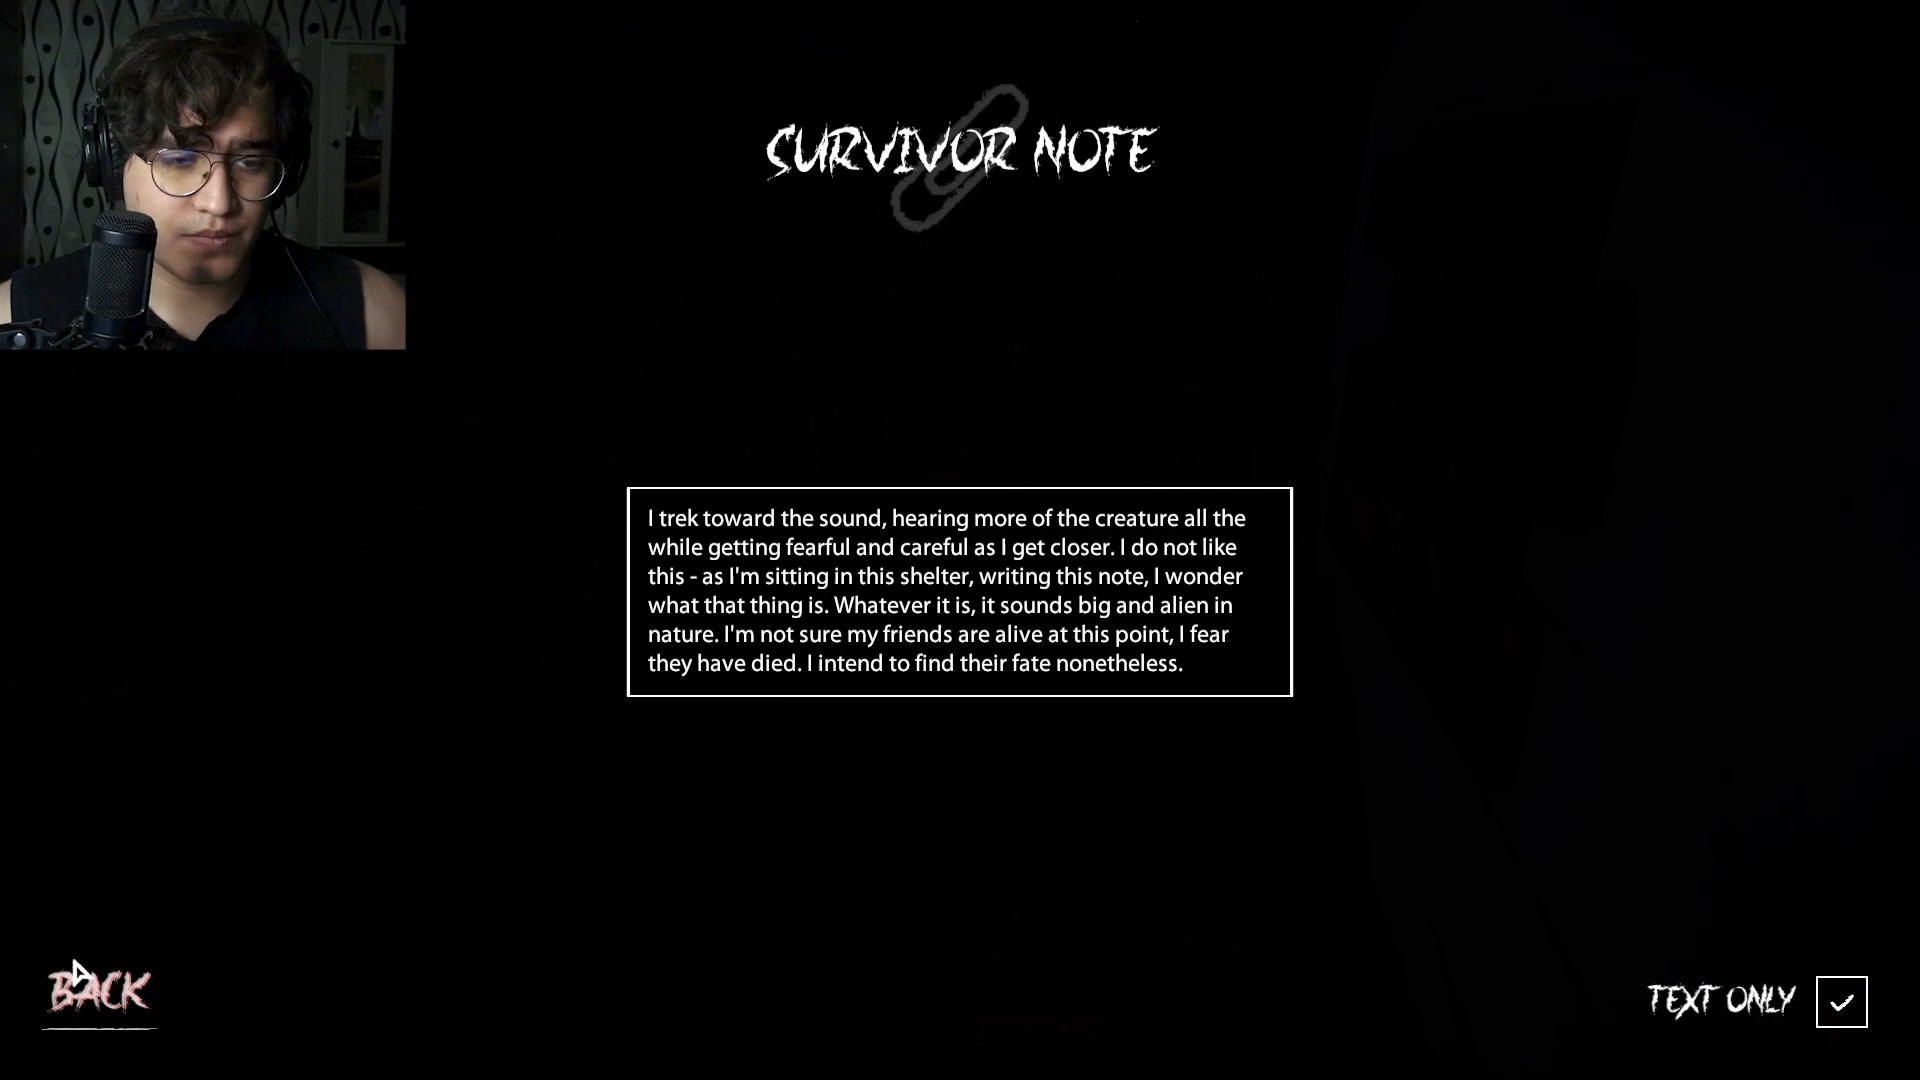 SURVIVOR NOTE
I trek toward the sound, hearing more of the creature all the
while getting fearful and careful as I get closer. I do not like
this - as I'm sitting in this shelter, writing this note, I wonder
what that thing is. Whatever it is, it sounds big and alien in
nature. I'm not sure my friends are alive at this point, I fear
they have died. I intend to find their fate nonetheless.
BACK
TEXT ONLY